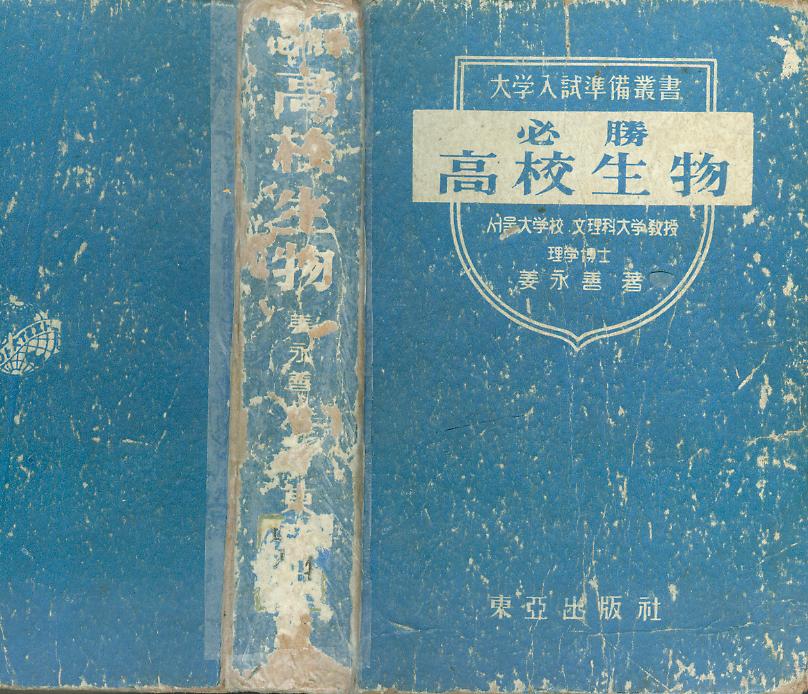 大学入試準備叢書
必勝
高校生物
서울大学校 文理科大学教授
理学博士
姜永善 著
東亞出版社
高校生物
姜永善
東